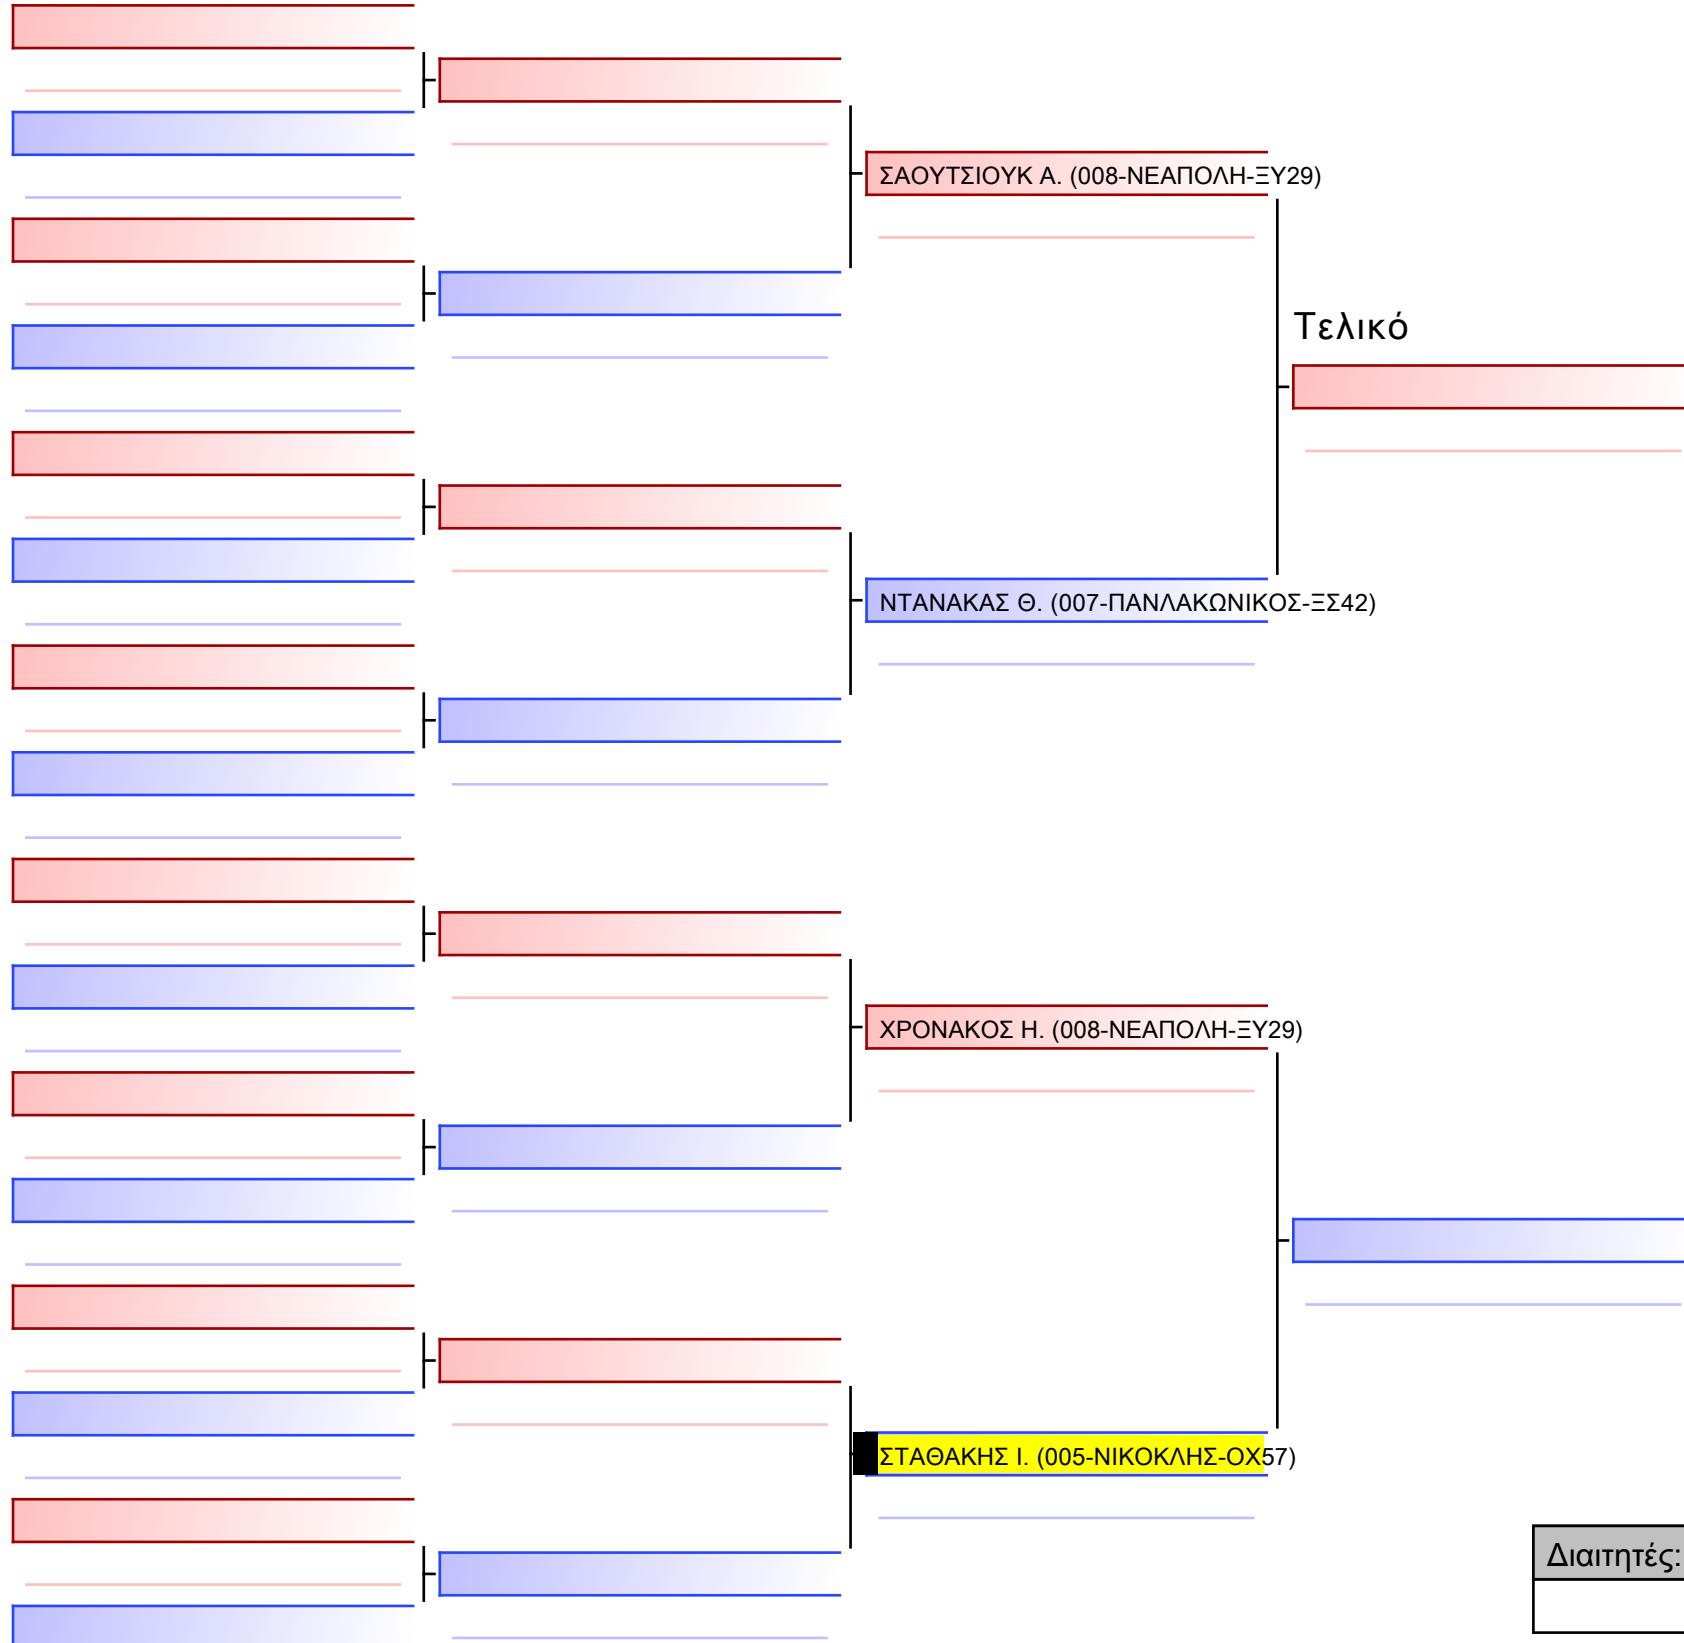 ΣΑΟΥΤΣΙΟΥΚ Α. (008-ΝΕΑΠΟΛΗ-ΞΥ29)
Τελικό
ΝΤΑΝΑΚΑΣ Θ. (007-ΠΑΝΛΑΚΩΝΙΚΟΣ-ΞΣ42)
ΧΡΟΝΑΚΟΣ Η. (008-ΝΕΑΠΟΛΗ-ΞΥ29)
ΣΤΑΘΑΚΗΣ Ι. (005-ΝΙΚΟΚΛΗΣ-ΟΧ57)
Διαιτητές: